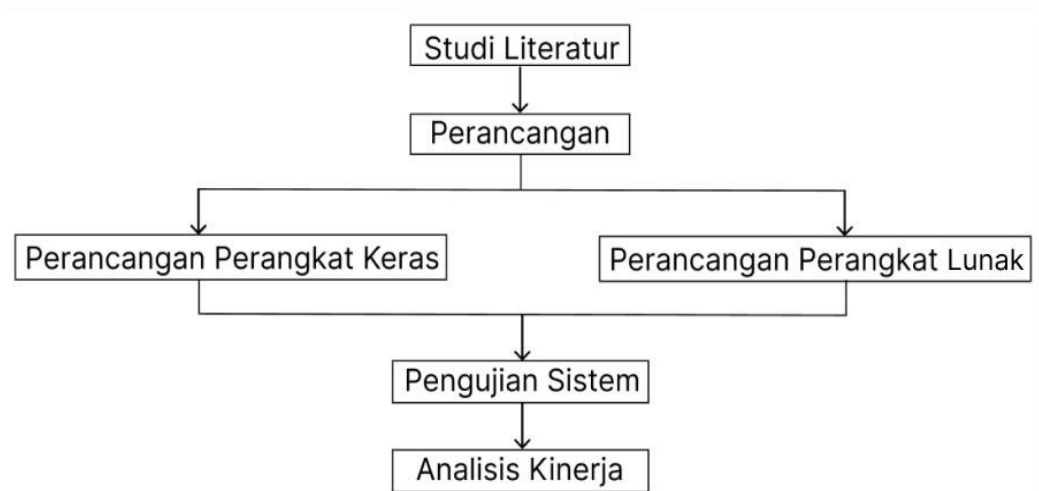 Studi Literatur
Perancangan
Perancangan Perangkat Keras
Perancangan Perangkat Lunak
Pengujian Sistem
Analisis Kinerja